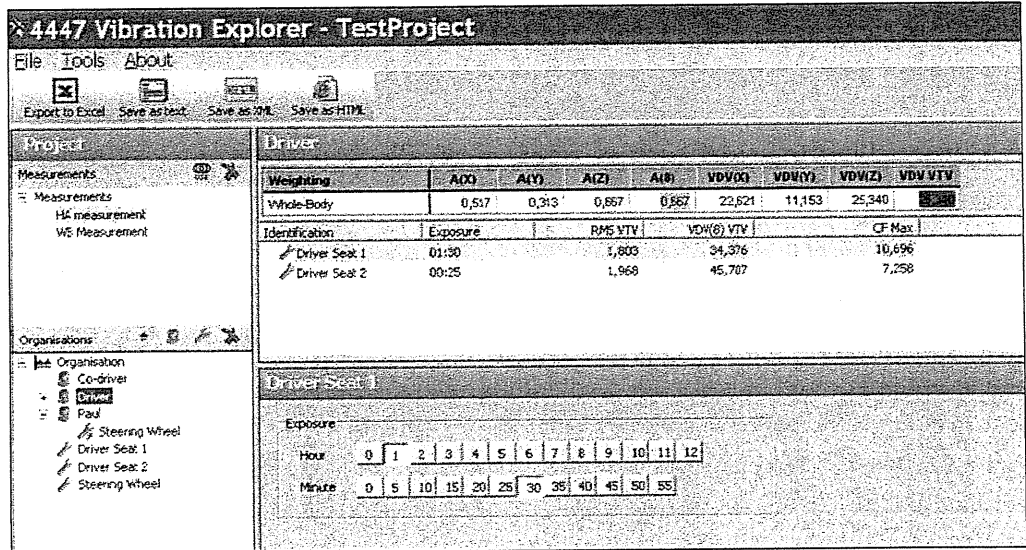 4447 Vibration Explorer - TestProject
File Tools About
Export to Excel Save as text Save as XML Save as HTML
Project
Measurements
Measurements
HA measurement
WB Measurement
Organisations
Organisation
Co-driver
Driver
Paul
Steering Wheel
Driver Seat 1
Driver Seat 2
Steering Wheel
Driver
Weighting A(X) A(Y) A(Z) A(8) VDV(X) VDV(Y) VDV(Z) VDV VTV
Whole-Body 0,517 0,313 0,667 0,667 22,621 11,153 25,340
Identification Exposure RMS VTV VDV(8) VTV CF Max
Driver Seat 1 01:30 1,803 34,376 10,696
Driver Seat 2 00:25 1,968 45,707 7,258
Driver Seat 1
Exposure
Hour 0 1 2 3 4 5 6 7 8 9 10 11 12
Minute 0 5 10 15 20 25 30 35 40 45 50 55